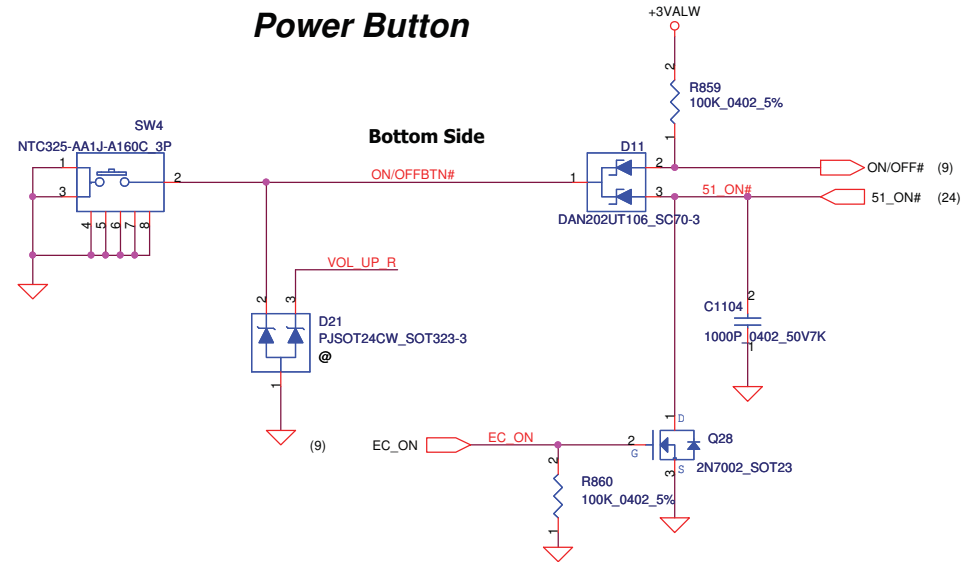 Power Button
+3VALW
R859
100K_0402_5%
2
1
SW4
NTC325-AA1J-A160C_3P
Bottom Side
1
3
2
4
5
6
7
8
ON/OFFBTN#
D11
1
2
3
DAN202UT106_SC70-3
ON/OFF# (9)
51_ON#
51_ON# (24)
VOL_UP_R
2
3
D21
PJSOT24CW_SOT323-3
@
1
C1104
1000P_0402_50V7K
2
1
(9)
EC_ON
EC_ON
2
G
1
D
Q28
2N7002_SOT23
3
S
R860
100K_0402_5%
2
1